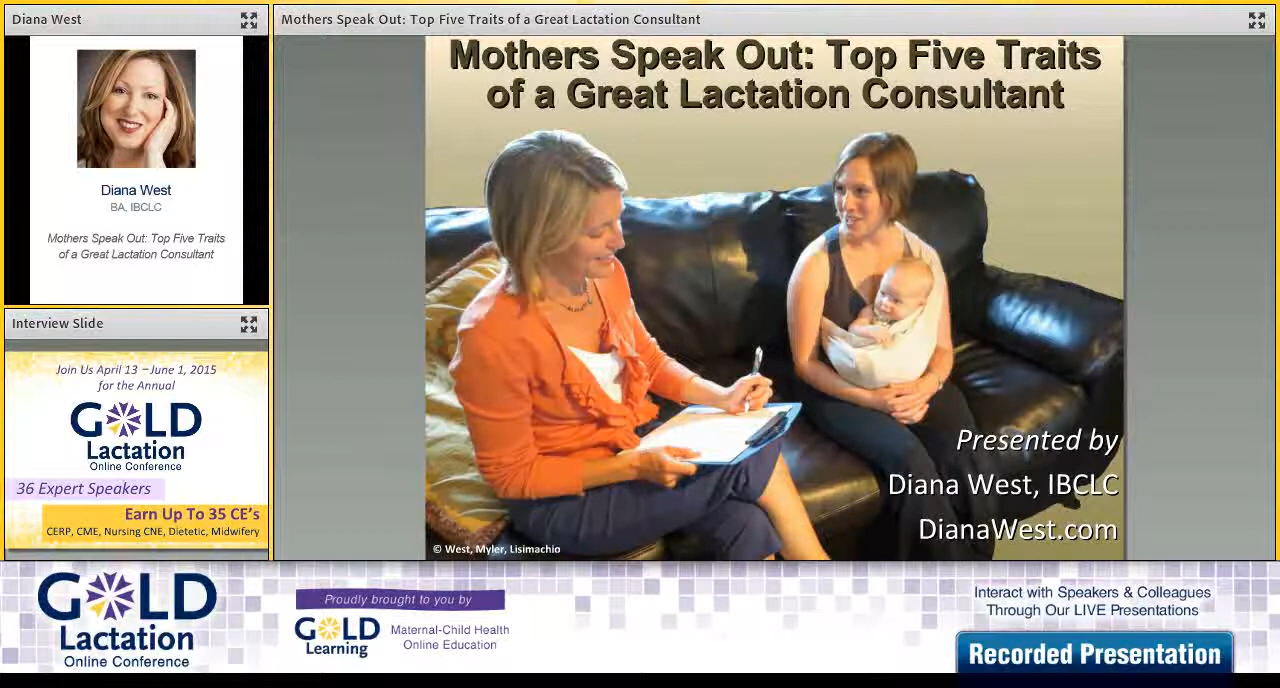 Diana West
Diana West
BA, IBCLC
Mothers Speak Out: Top Five Traits
of a Great Lactation Consultant
Interview Slide
Join Us April 13 – June 1, 2015
for the Annual
GOLD
Lactation
Online Conference
36 Expert Speakers
Earn Up To 35 CE's
CERP, CME, Nursing CNE, Dietetic, Midwifery
Mothers Speak Out: Top Five Traits of a Great Lactation Consultant
Mothers Speak Out: Top Five Traits
of a Great Lactation Consultant
Presented by
Diana West, IBCLC
DianaWest.com
© West, Myler, Lisimachio
GOLD
Lactation
Online Conference
Proudly brought to you by
GOLD
Learning
Maternal-Child Health
Online Education
Interact with Speakers & Colleagues
Through Our LIVE Presentations
Recorded Presentation